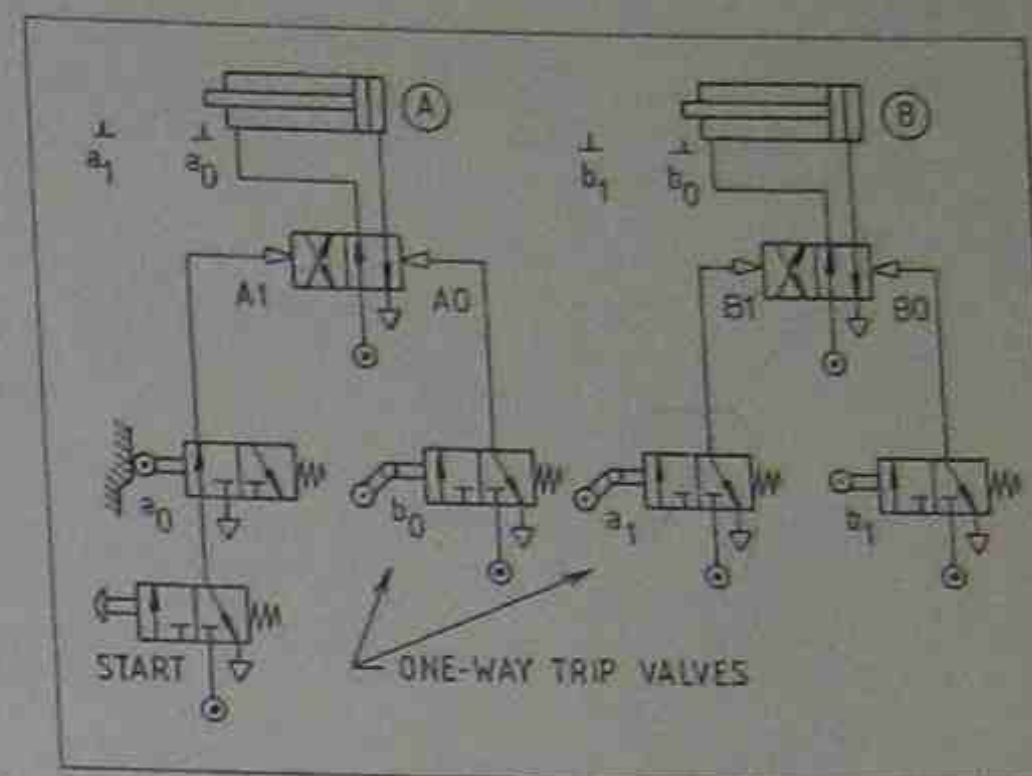 A B
a₁ a₀ b₁ b₀
A1 A0 B1 B0
a₀ b₀ a₁ b₁
START
ONE-WAY TRIP VALVES